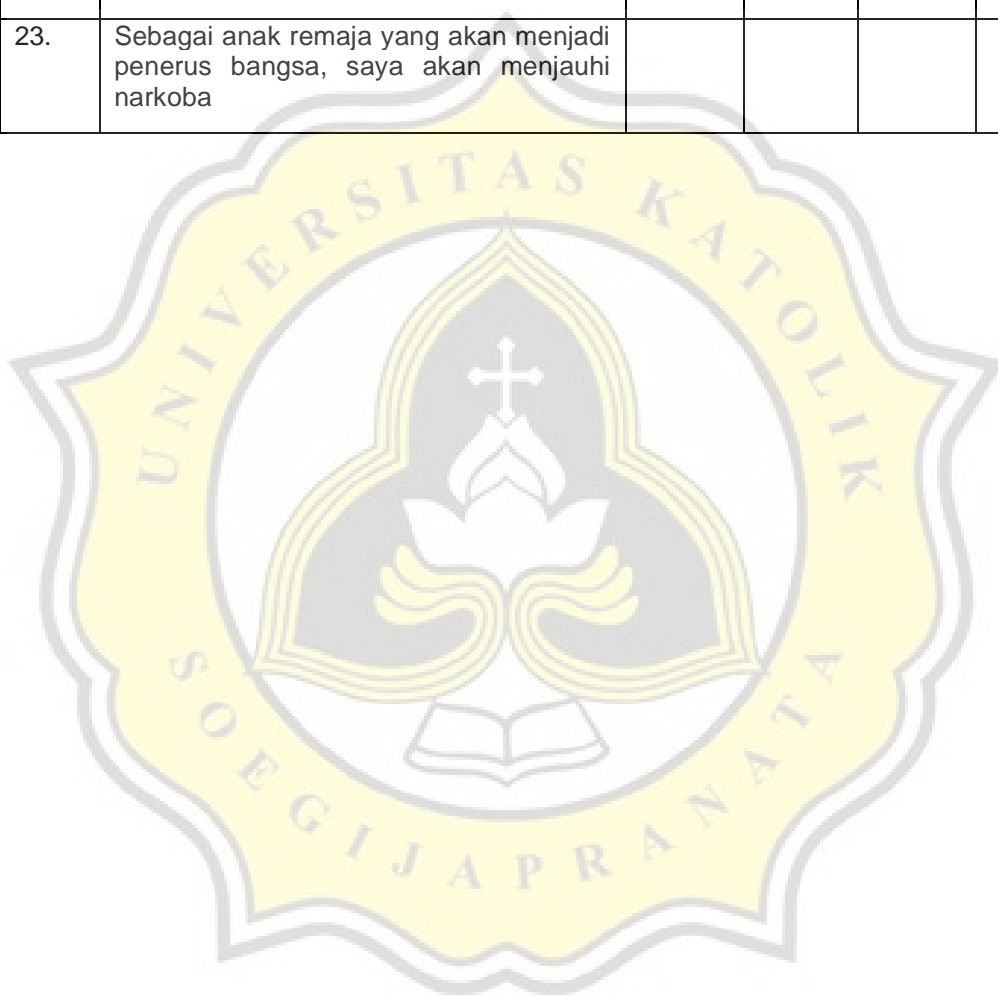 23. Sebagai anak remaja yang akan menjadi
penerus bangsa, saya akan menjauhi
narkoba
UNIVERSITAS KATOLIK
SOEGIJAPRANATA